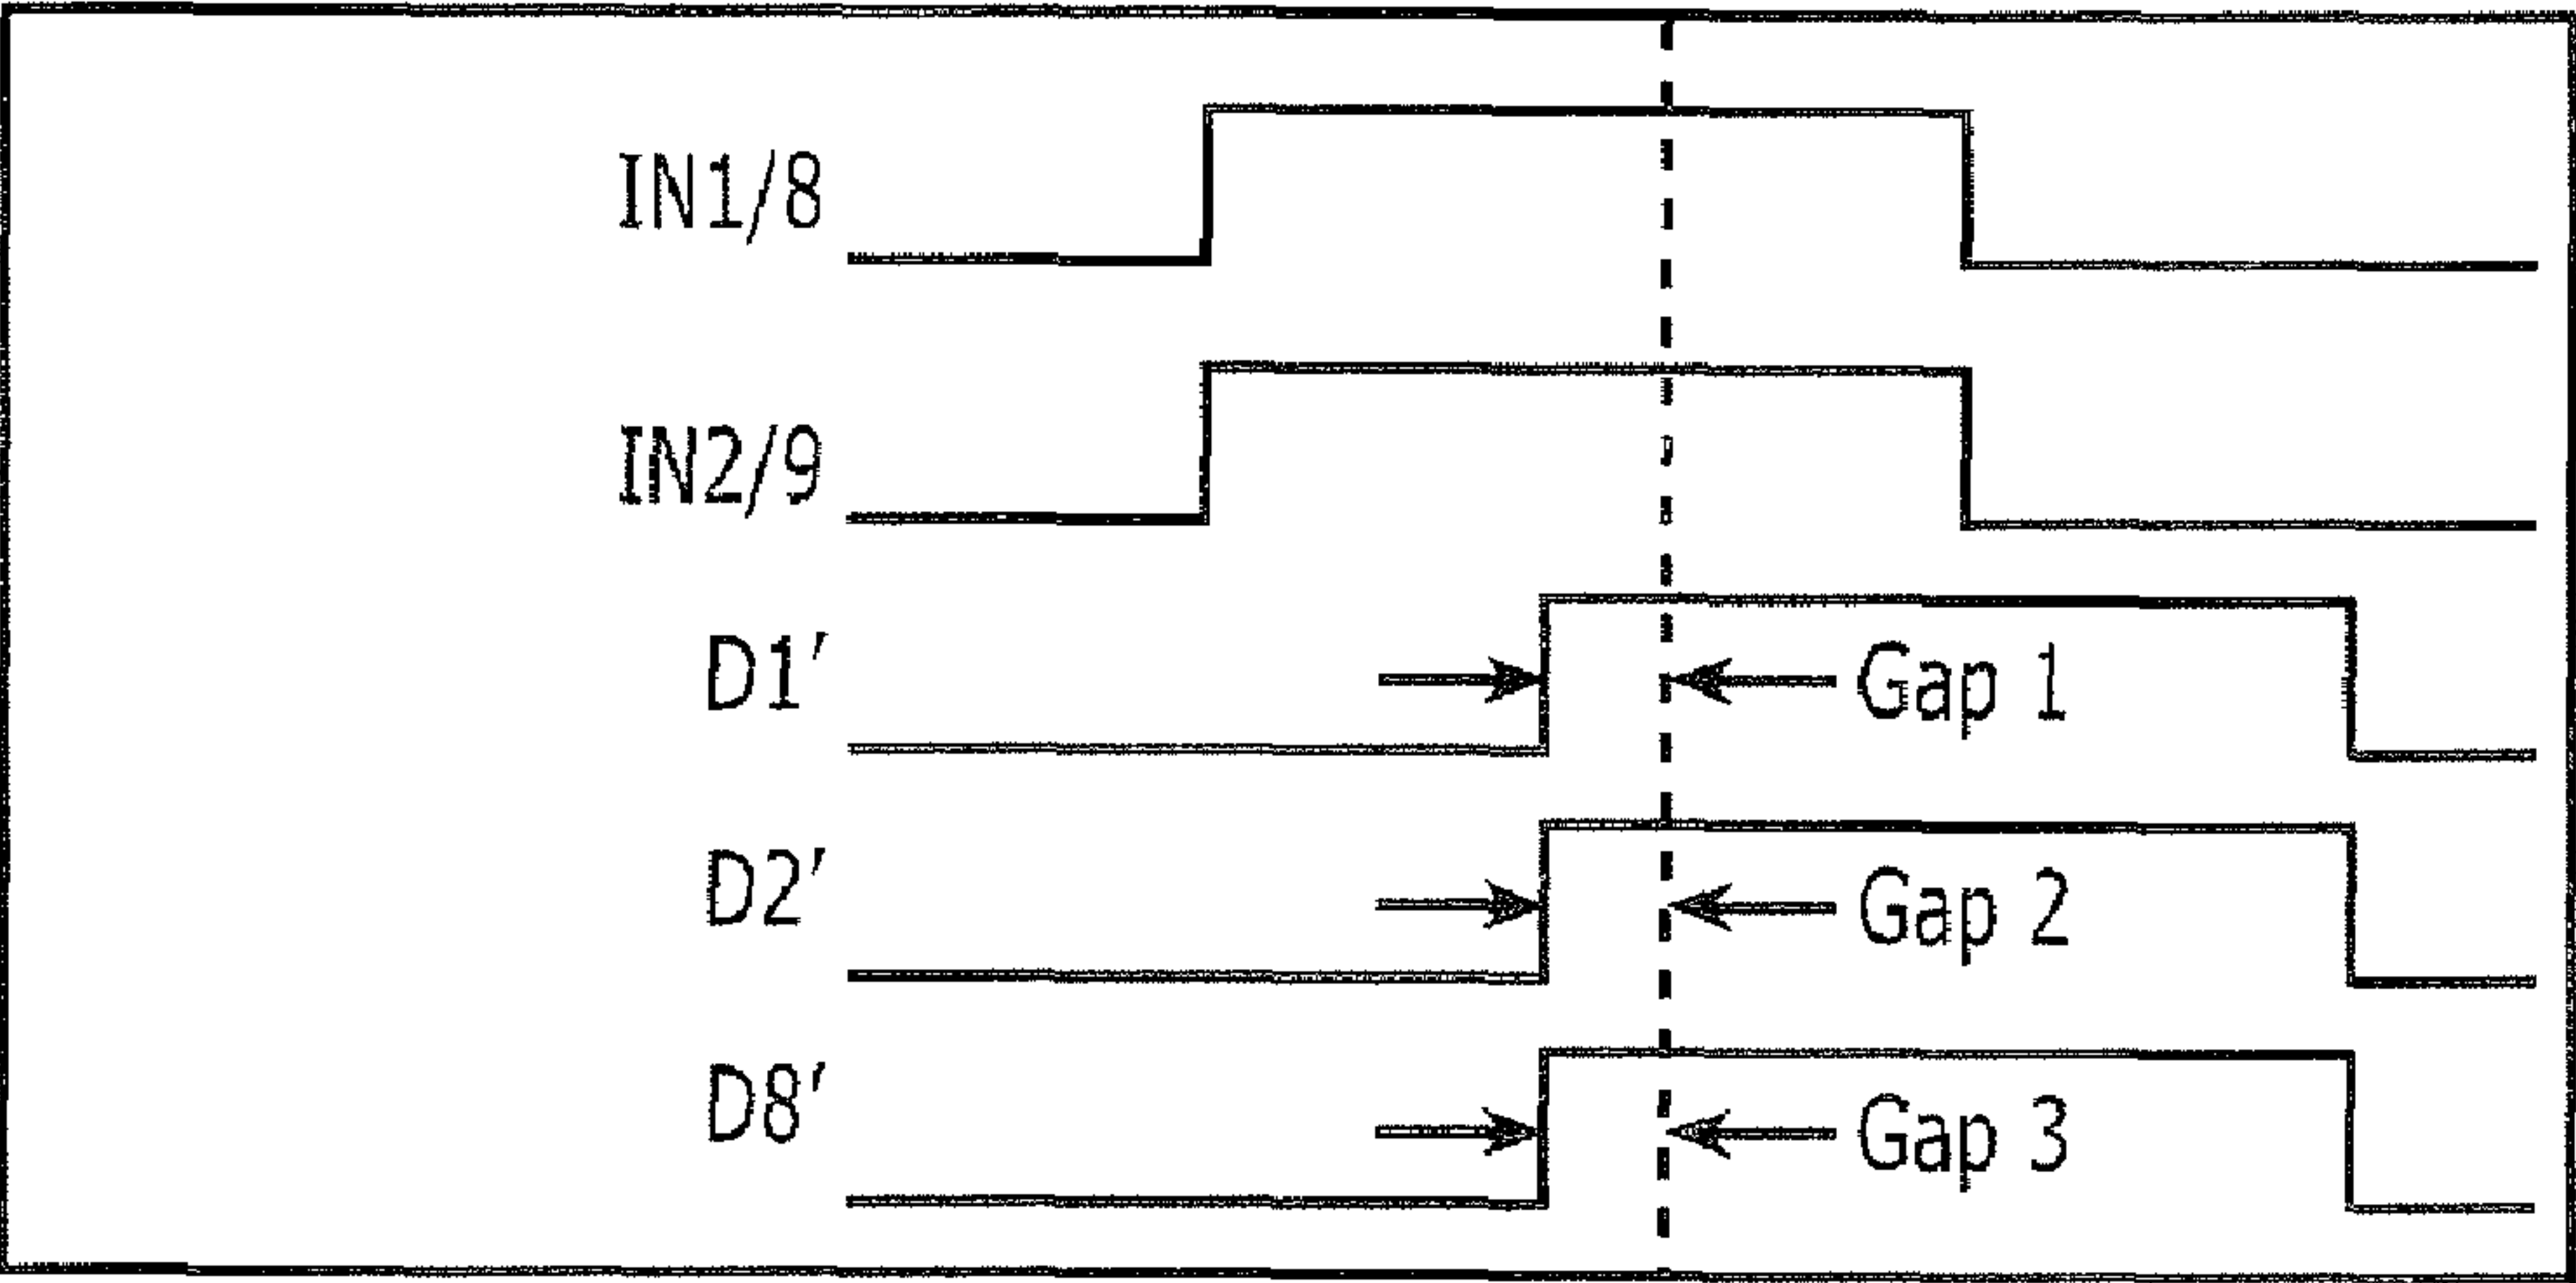 IN1/8
IN2/9
D1′
Gap 1
D2′
Gap 2
D8′
Gap 3